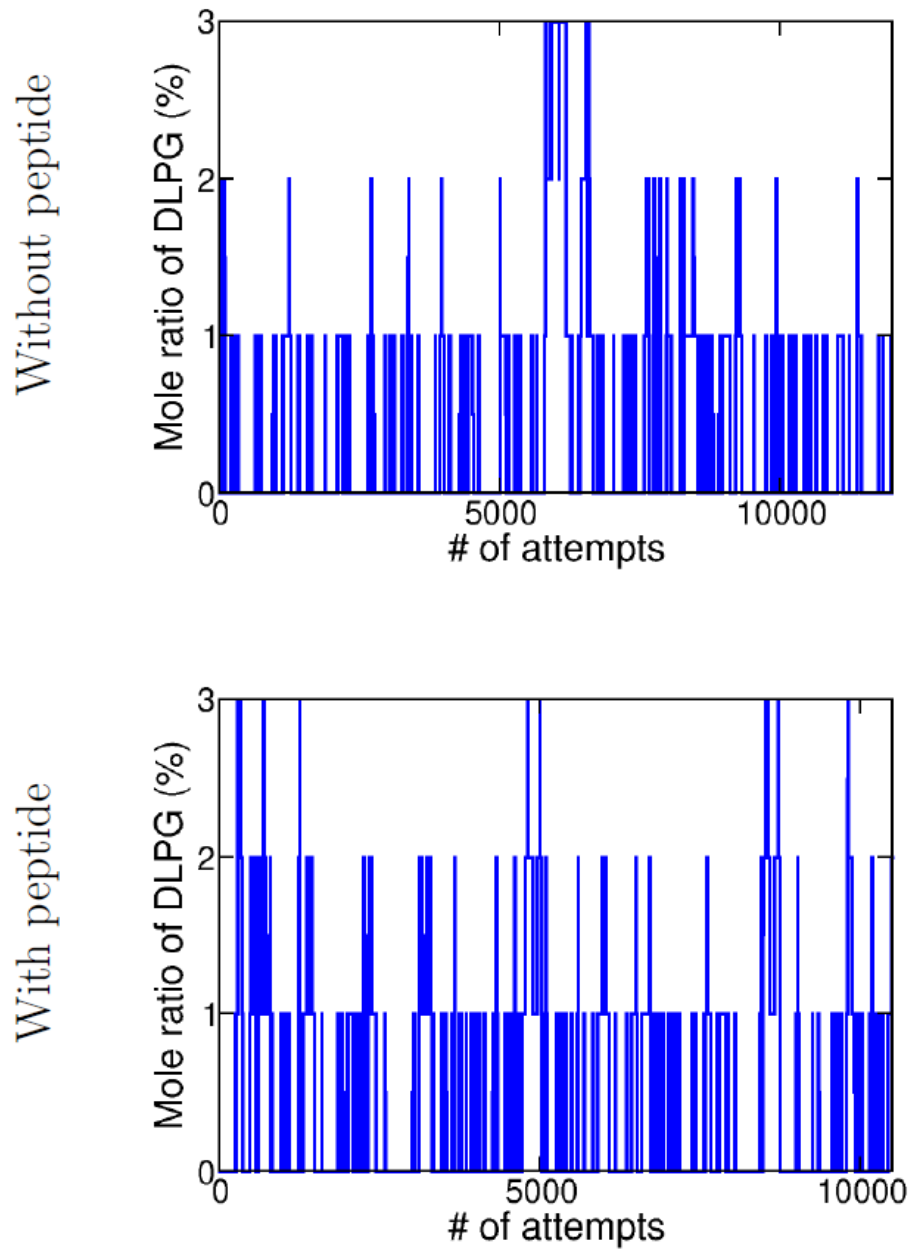 Without peptide
Mole ratio of DLPG (%)
3
2
1
0
0 5000 10000
# of attempts
With peptide
Mole ratio of DLPG (%)
3
2
1
0
0 5000 10000
# of attempts